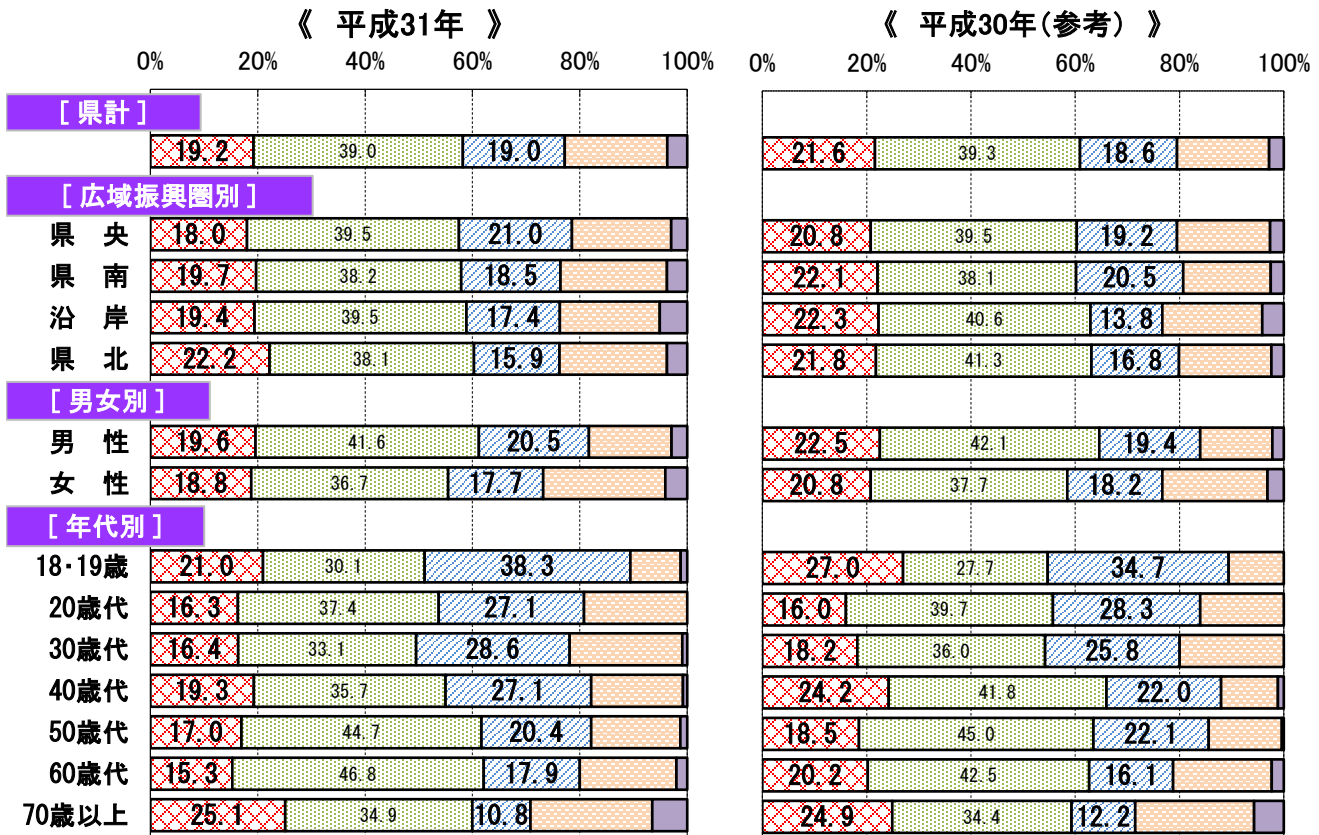 《 平成31年 》 《 平成30年(参考) 》
0% 20% 40% 60% 80% 100% 0% 20% 40% 60% 80% 100%
[ 県計 ]
19.2 39.0 19.0 21.6 39.3 18.6
[ 広域振興圏別 ]
県 央 18.0 39.5 21.0 20.8 39.5 19.2
県 南 19.7 38.2 18.5 22.1 38.1 20.5
沿 岸 19.4 39.5 17.4 22.3 40.6 13.8
県 北 22.2 38.1 15.9 21.8 41.3 16.8
[ 男女別 ]
男 性 19.6 41.6 20.5 22.5 42.1 19.4
女 性 18.8 36.7 17.7 20.8 37.7 18.2
[ 年代別 ]
18・19歳 21.0 30.1 38.3 27.0 27.7 34.7
20歳代 16.3 37.4 27.1 16.0 39.7 28.3
30歳代 16.4 33.1 28.6 18.2 36.0 25.8
40歳代 19.3 35.7 27.1 24.2 41.8 22.0
50歳代 17.0 44.7 20.4 18.5 45.0 22.1
60歳代 15.3 46.8 17.9 20.2 42.5 16.1
70歳以上 25.1 34.9 10.8 24.9 34.4 12.2